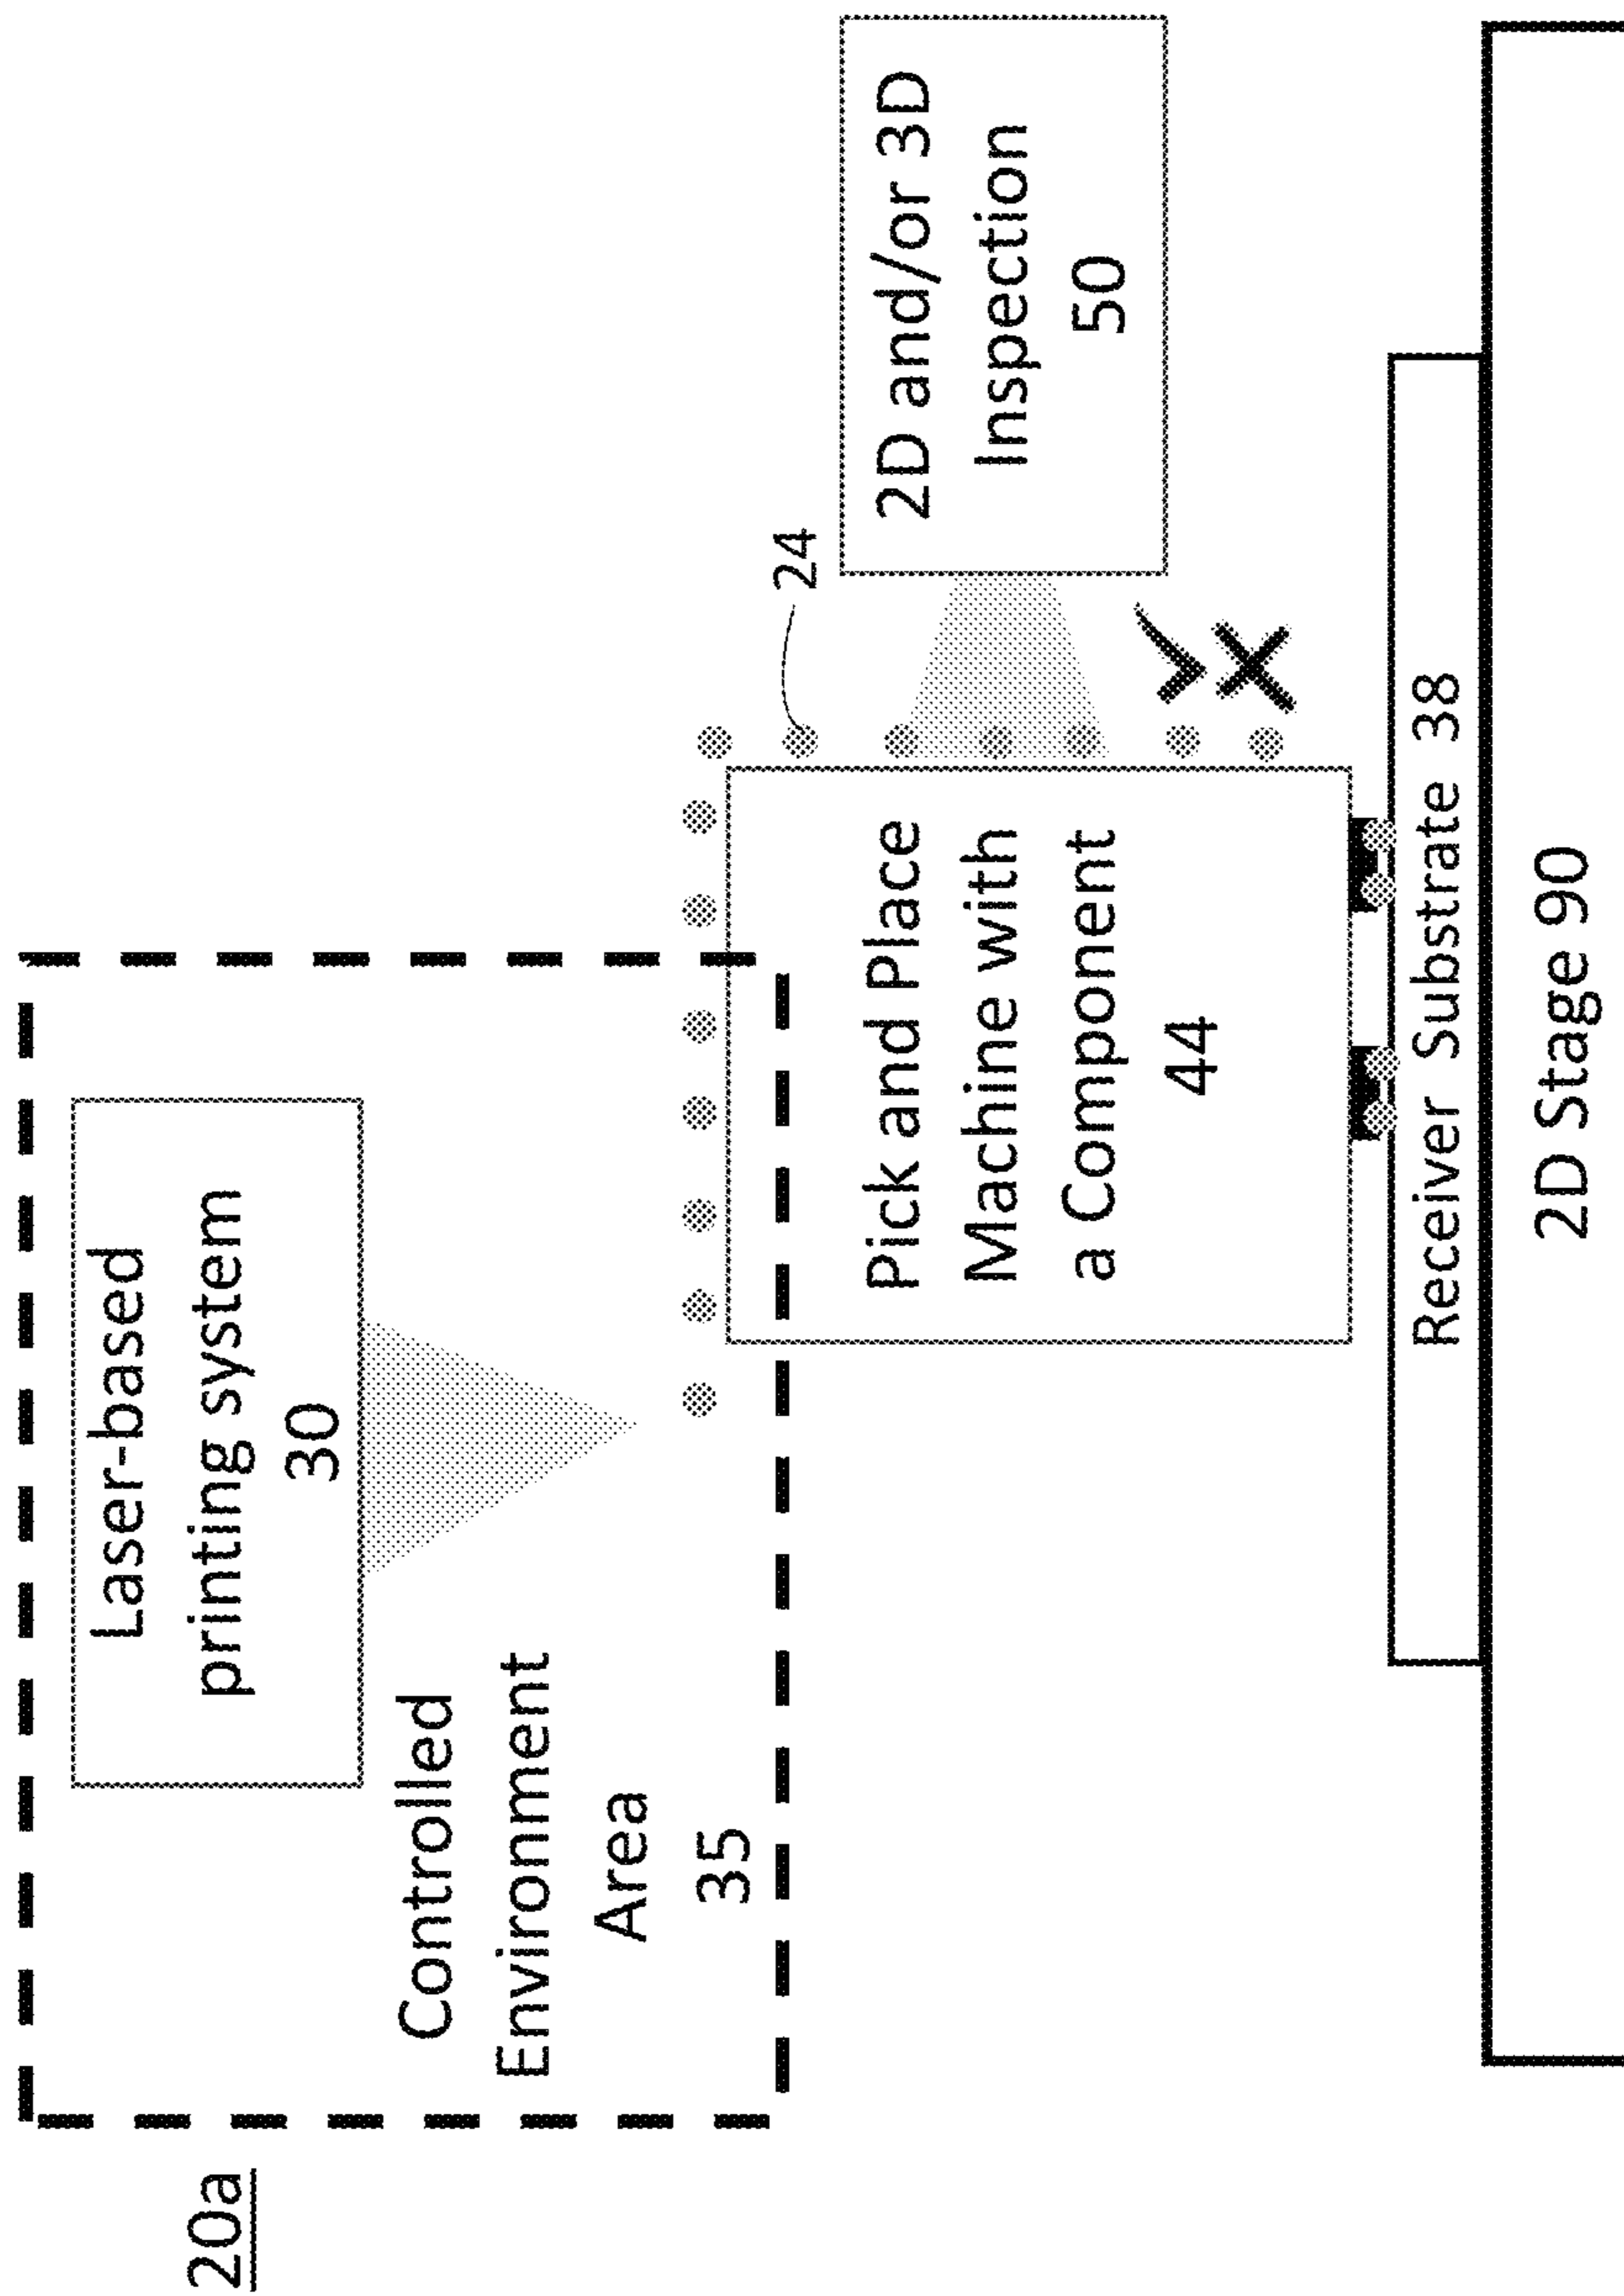 20a
Laser-based
printing system
30
Controlled
Environment
Area
35
24
2D and/or 3D
Inspection
50
Pick and Place
Machine with
a Component
44
Receiver Substrate 38
2D Stage 90